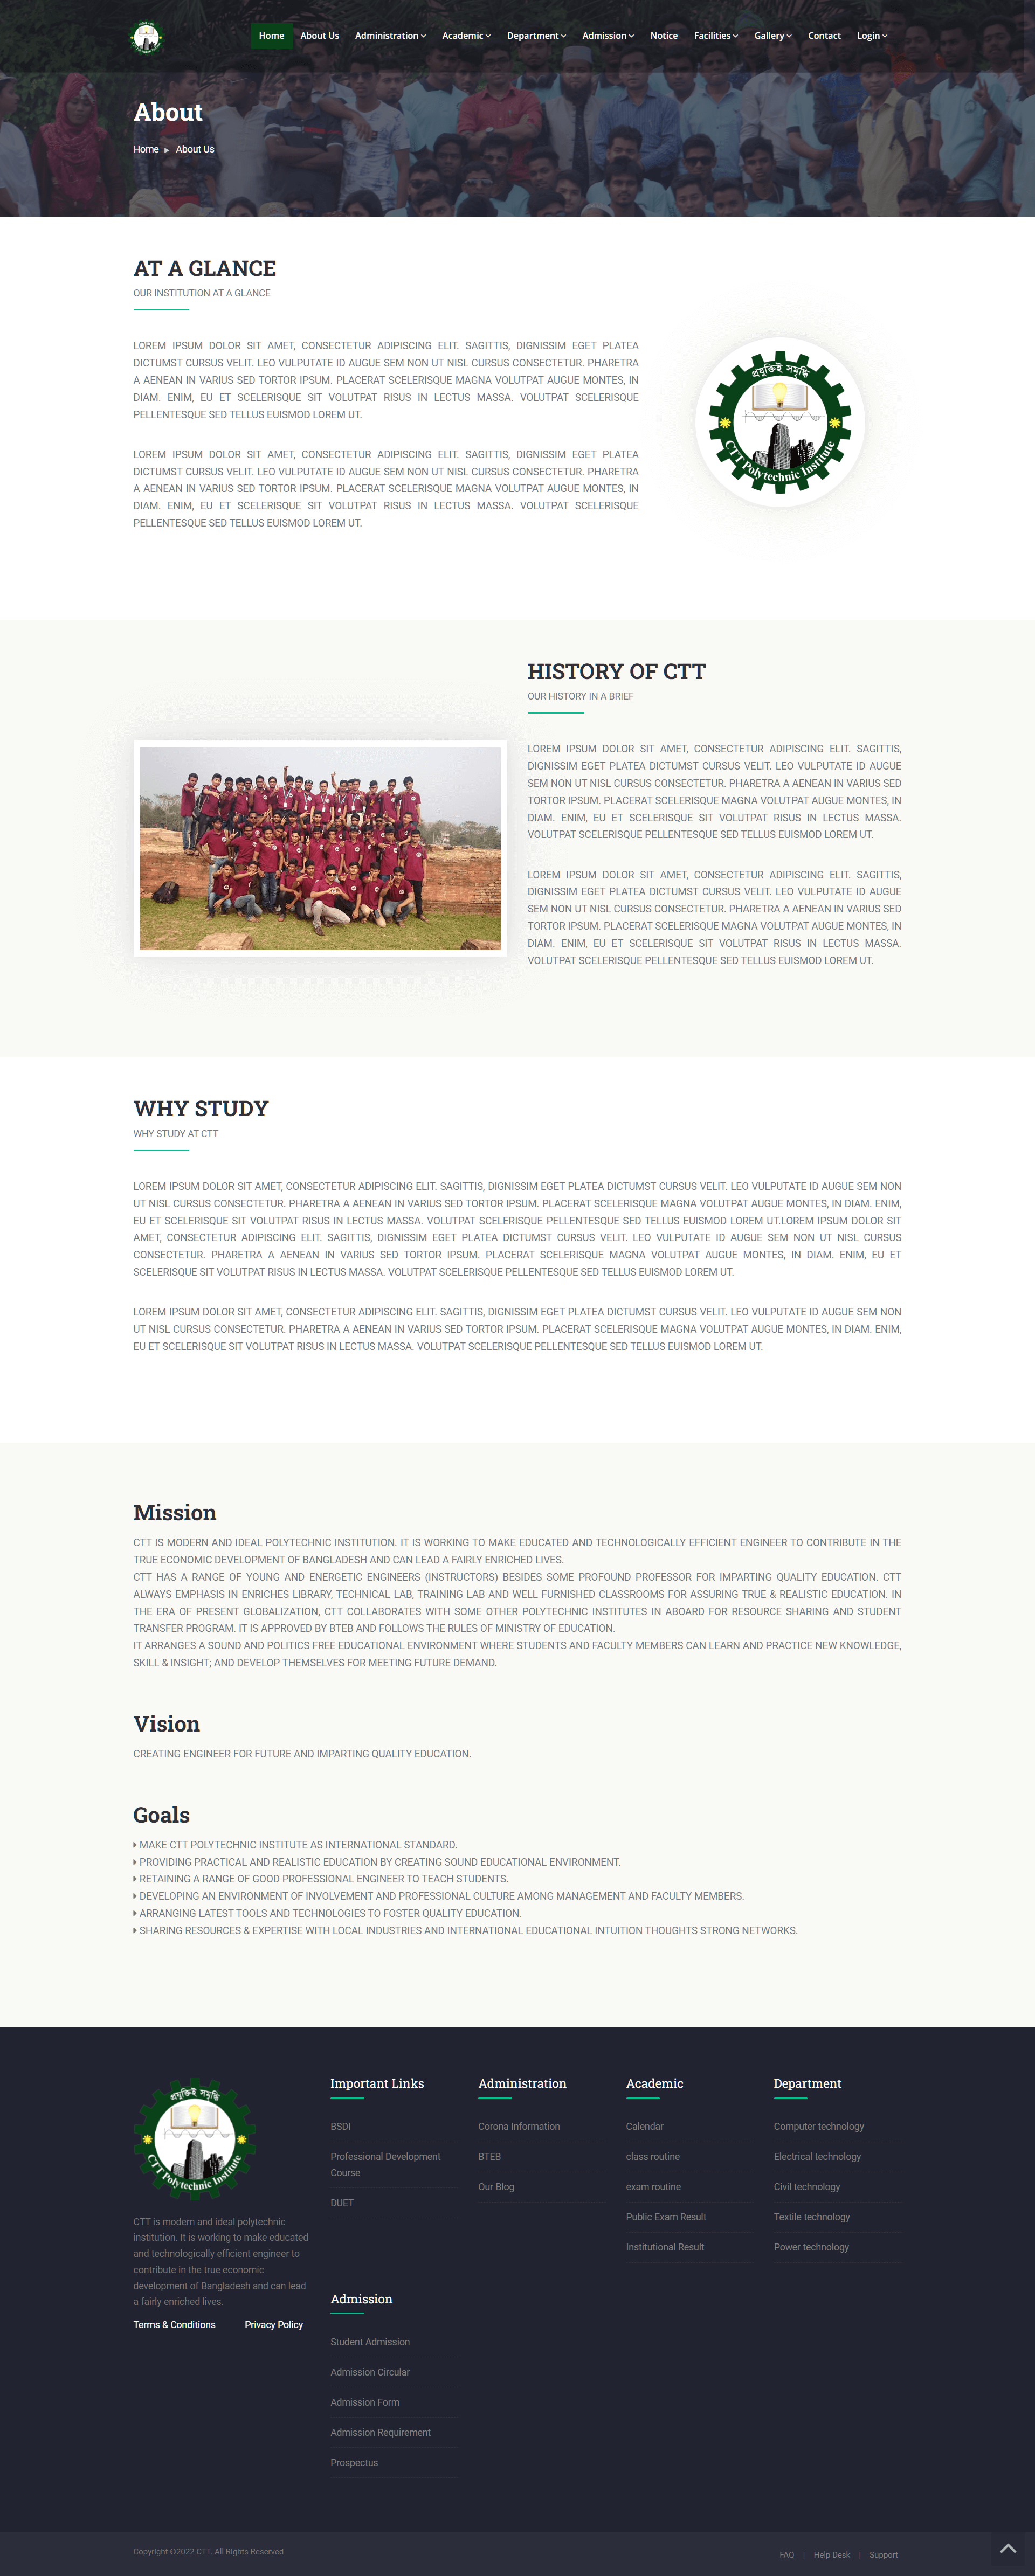 প্রযুক্তিই সমৃদ্ধি
Home About Us Administration Academic Department Admission Notice Facilities Gallery Contact Login
About
Home ▸ About Us
AT A GLANCE
OUR INSTITUTION AT A GLANCE
LOREM IPSUM DOLOR SIT AMET, CONSECTETUR ADIPISCING ELIT. SAGITTIS, DIGNISSIM EGET PLATEA
DICTUMST CURSUS VELIT. LEO VULPUTATE ID AUGUE SEM NON UT NISL CURSUS CONSECTETUR. PHARETRA
A AENEAN IN VARIUS SED TORTOR IPSUM. PLACERAT SCELERISQUE MAGNA VOLUTPAT AUGUE MONTES, IN
DIAM. ENIM, EU ET SCELERISQUE SIT VOLUTPAT RISUS IN LECTUS MASSA. VOLUTPAT SCELERISQUE
PELLENTESQUE SED TELLUS EUISMOD LOREM UT.
LOREM IPSUM DOLOR SIT AMET, CONSECTETUR ADIPISCING ELIT. SAGITTIS, DIGNISSIM EGET PLATEA
DICTUMST CURSUS VELIT. LEO VULPUTATE ID AUGUE SEM NON UT NISL CURSUS CONSECTETUR. PHARETRA
A AENEAN IN VARIUS SED TORTOR IPSUM. PLACERAT SCELERISQUE MAGNA VOLUTPAT AUGUE MONTES, IN
DIAM. ENIM, EU ET SCELERISQUE SIT VOLUTPAT RISUS IN LECTUS MASSA. VOLUTPAT SCELERISQUE
PELLENTESQUE SED TELLUS EUISMOD LOREM UT.
প্রযুক্তিই সমৃদ্ধি
CTT Polytechnic Institute
HISTORY OF CTT
OUR HISTORY IN A BRIEF
LOREM IPSUM DOLOR SIT AMET, CONSECTETUR ADIPISCING ELIT. SAGITTIS,
DIGNISSIM EGET PLATEA DICTUMST CURSUS VELIT. LEO VULPUTATE ID AUGUE
SEM NON UT NISL CURSUS CONSECTETUR. PHARETRA A AENEAN IN VARIUS SED
TORTOR IPSUM. PLACERAT SCELERISQUE MAGNA VOLUTPAT AUGUE MONTES, IN
DIAM. ENIM, EU ET SCELERISQUE SIT VOLUTPAT RISUS IN LECTUS MASSA.
VOLUTPAT SCELERISQUE PELLENTESQUE SED TELLUS EUISMOD LOREM UT.
LOREM IPSUM DOLOR SIT AMET, CONSECTETUR ADIPISCING ELIT. SAGITTIS,
DIGNISSIM EGET PLATEA DICTUMST CURSUS VELIT. LEO VULPUTATE ID AUGUE
SEM NON UT NISL CURSUS CONSECTETUR. PHARETRA A AENEAN IN VARIUS SED
TORTOR IPSUM. PLACERAT SCELERISQUE MAGNA VOLUTPAT AUGUE MONTES, IN
DIAM. ENIM, EU ET SCELERISQUE SIT VOLUTPAT RISUS IN LECTUS MASSA.
VOLUTPAT SCELERISQUE PELLENTESQUE SED TELLUS EUISMOD LOREM UT.
WHY STUDY
WHY STUDY AT CTT
LOREM IPSUM DOLOR SIT AMET, CONSECTETUR ADIPISCING ELIT. SAGITTIS, DIGNISSIM EGET PLATEA DICTUMST CURSUS VELIT. LEO VULPUTATE ID AUGUE SEM NON
UT NISL CURSUS CONSECTETUR. PHARETRA A AENEAN IN VARIUS SED TORTOR IPSUM. PLACERAT SCELERISQUE MAGNA VOLUTPAT AUGUE MONTES, IN DIAM. ENIM,
EU ET SCELERISQUE SIT VOLUTPAT RISUS IN LECTUS MASSA. VOLUTPAT SCELERISQUE PELLENTESQUE SED TELLUS EUISMOD LOREM UT.LOREM IPSUM DOLOR SIT
AMET, CONSECTETUR ADIPISCING ELIT. SAGITTIS, DIGNISSIM EGET PLATEA DICTUMST CURSUS VELIT. LEO VULPUTATE ID AUGUE SEM NON UT NISL CURSUS
CONSECTETUR. PHARETRA A AENEAN IN VARIUS SED TORTOR IPSUM. PLACERAT SCELERISQUE MAGNA VOLUTPAT AUGUE MONTES, IN DIAM. ENIM, EU ET
SCELERISQUE SIT VOLUTPAT RISUS IN LECTUS MASSA. VOLUTPAT SCELERISQUE PELLENTESQUE SED TELLUS EUISMOD LOREM UT.
LOREM IPSUM DOLOR SIT AMET, CONSECTETUR ADIPISCING ELIT. SAGITTIS, DIGNISSIM EGET PLATEA DICTUMST CURSUS VELIT. LEO VULPUTATE ID AUGUE SEM NON
UT NISL CURSUS CONSECTETUR. PHARETRA A AENEAN IN VARIUS SED TORTOR IPSUM. PLACERAT SCELERISQUE MAGNA VOLUTPAT AUGUE MONTES, IN DIAM. ENIM,
EU ET SCELERISQUE SIT VOLUTPAT RISUS IN LECTUS MASSA. VOLUTPAT SCELERISQUE PELLENTESQUE SED TELLUS EUISMOD LOREM UT.
Mission
CTT IS MODERN AND IDEAL POLYTECHNIC INSTITUTION. IT IS WORKING TO MAKE EDUCATED AND TECHNOLOGICALLY EFFICIENT ENGINEER TO CONTRIBUTE IN THE
TRUE ECONOMIC DEVELOPMENT OF BANGLADESH AND CAN LEAD A FAIRLY ENRICHED LIVES.
CTT HAS A RANGE OF YOUNG AND ENERGETIC ENGINEERS (INSTRUCTORS) BESIDES SOME PROFOUND PROFESSOR FOR IMPARTING QUALITY EDUCATION. CTT
ALWAYS EMPHASIS IN ENRICHES LIBRARY, TECHNICAL LAB, TRAINING LAB AND WELL FURNISHED CLASSROOMS FOR ASSURING TRUE & REALISTIC EDUCATION. IN
THE ERA OF PRESENT GLOBALIZATION, CTT COLLABORATES WITH SOME OTHER POLYTECHNIC INSTITUTES IN ABOARD FOR RESOURCE SHARING AND STUDENT
TRANSFER PROGRAM. IT IS APPROVED BY BTEB AND FOLLOWS THE RULES OF MINISTRY OF EDUCATION.
IT ARRANGES A SOUND AND POLITICS FREE EDUCATIONAL ENVIRONMENT WHERE STUDENTS AND FACULTY MEMBERS CAN LEARN AND PRACTICE NEW KNOWLEDGE,
SKILL & INSIGHT; AND DEVELOP THEMSELVES FOR MEETING FUTURE DEMAND.
Vision
CREATING ENGINEER FOR FUTURE AND IMPARTING QUALITY EDUCATION.
Goals
MAKE CTT POLYTECHNIC INSTITUTE AS INTERNATIONAL STANDARD.
PROVIDING PRACTICAL AND REALISTIC EDUCATION BY CREATING SOUND EDUCATIONAL ENVIRONMENT.
RETAINING A RANGE OF GOOD PROFESSIONAL ENGINEER TO TEACH STUDENTS.
DEVELOPING AN ENVIRONMENT OF INVOLVEMENT AND PROFESSIONAL CULTURE AMONG MANAGEMENT AND FACULTY MEMBERS.
ARRANGING LATEST TOOLS AND TECHNOLOGIES TO FOSTER QUALITY EDUCATION.
SHARING RESOURCES & EXPERTISE WITH LOCAL INDUSTRIES AND INTERNATIONAL EDUCATIONAL INTUITION THOUGHTS STRONG NETWORKS.
প্রযুক্তিই সমৃদ্ধি
CTT Polytechnic Institute
CTT is modern and ideal polytechnic
institution. It is working to make educated
and technologically efficient engineer to
contribute in the true economic
development of Bangladesh and can lead
a fairly enriched lives.
Terms & Conditions Privacy Policy
Important Links
BSDI
Professional Development
Course
DUET
Administration
Corona Information
BTEB
Our Blog
Academic
Calendar
class routine
exam routine
Public Exam Result
Institutional Result
Department
Computer technology
Electrical technology
Civil technology
Textile technology
Power technology
Admission
Student Admission
Admission Circular
Admission Form
Admission Requirement
Prospectus
Copyright ©2022 CTT. All Rights Reserved
FAQ | Help Desk | Support